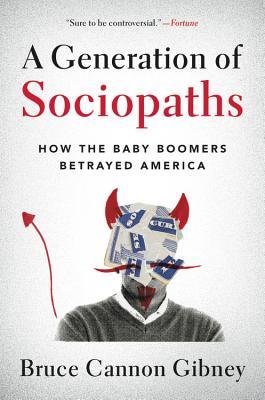 "Sure to be controversial."—Fortune
A Generation of
Sociopaths
HOW THE BABY BOOMERS
BETRAYED AMERICA
Bruce Cannon Gibney